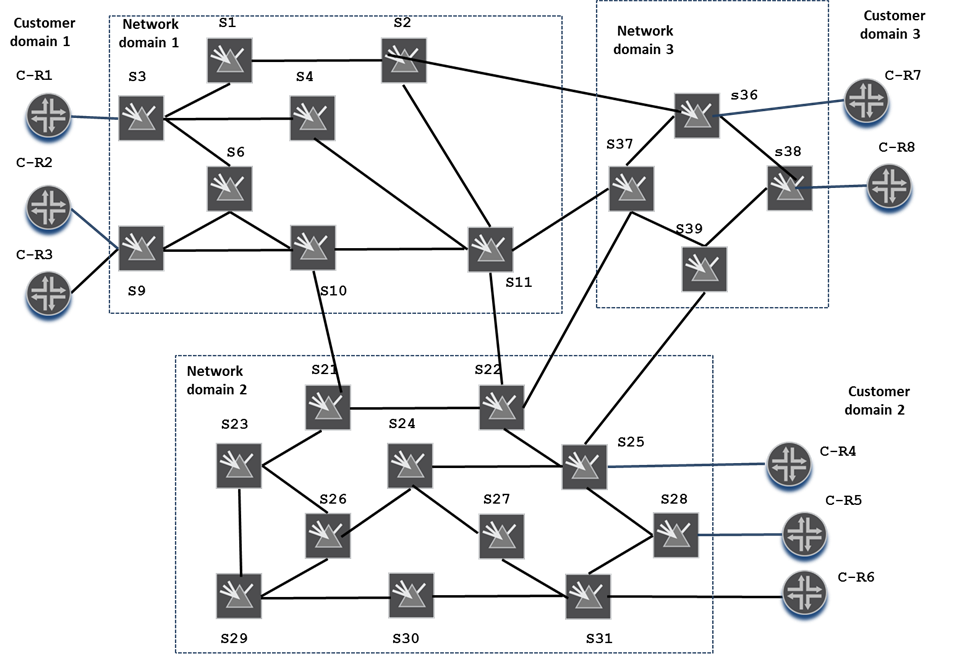 Customer
domain 1
Network
domain 1
S1
S2
Network
domain 3
Customer
domain 3
C-R1
S3
S4
s36
C-R7
C-R2
S6
S37
s38
C-R8
C-R3
S39
S9
S10
S11
Network
domain 2
S21
S22
Customer
domain 2
S23
S24
S25
C-R4
S26
S27
S28
C-R5
C-R6
S29
S30
S31